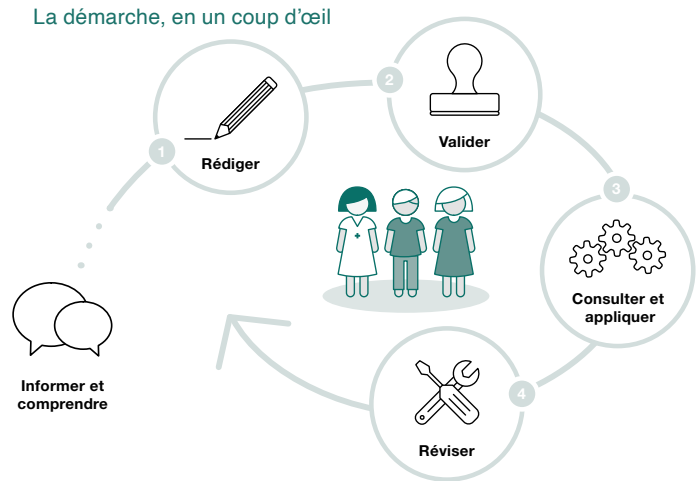 La démarche, en un coup d’œil
Informer et
comprendre
1
Rédiger
2
Valider
3
Consulter et
appliquer
4
Réviser